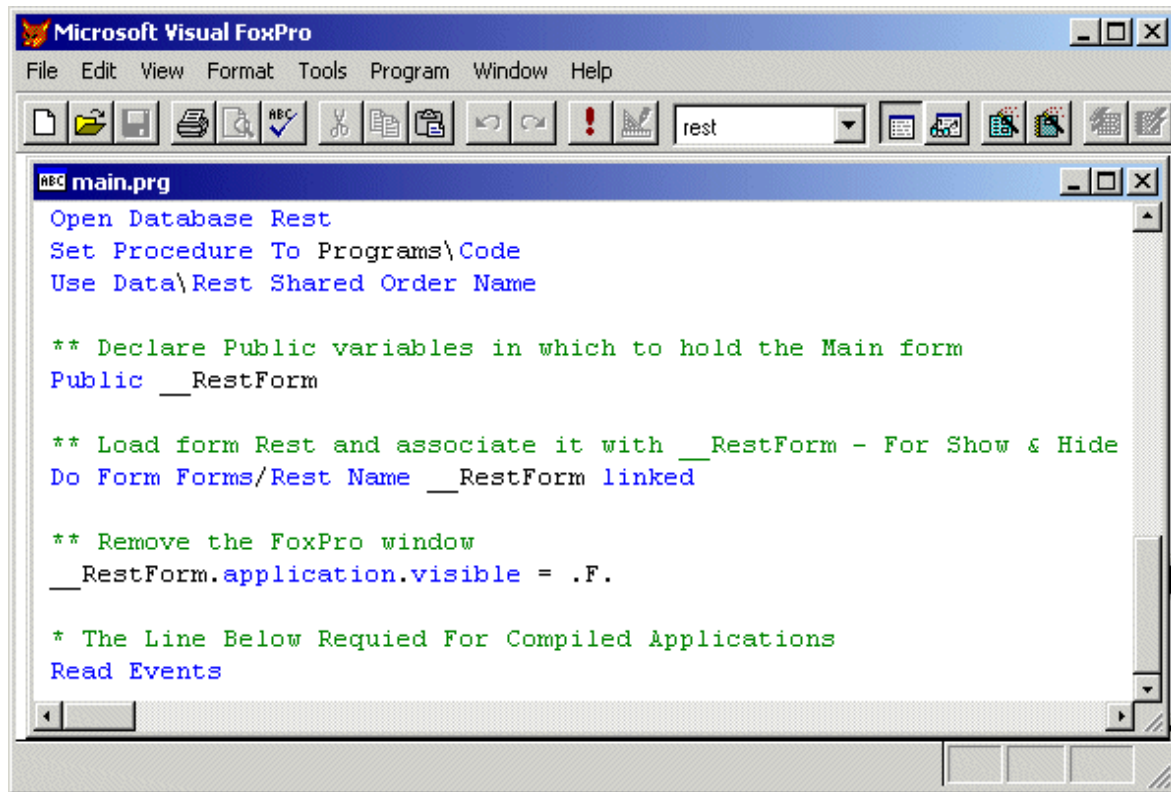 Microsoft Visual FoxPro
File Edit View Format Tools Program Window Help
ABC
rest
ABC main.prg
Open Database Rest
Set Procedure To Programs\Code
Use Data\Rest Shared Order Name
** Declare Public variables in which to hold the Main form
Public __RestForm
** Load form Rest and associate it with __RestForm - For Show & Hide
Do Form Forms/Rest Name __RestForm linked
** Remove the FoxPro window
__RestForm.application.visible = .F.
* The Line Below Requied For Compiled Applications
Read Events